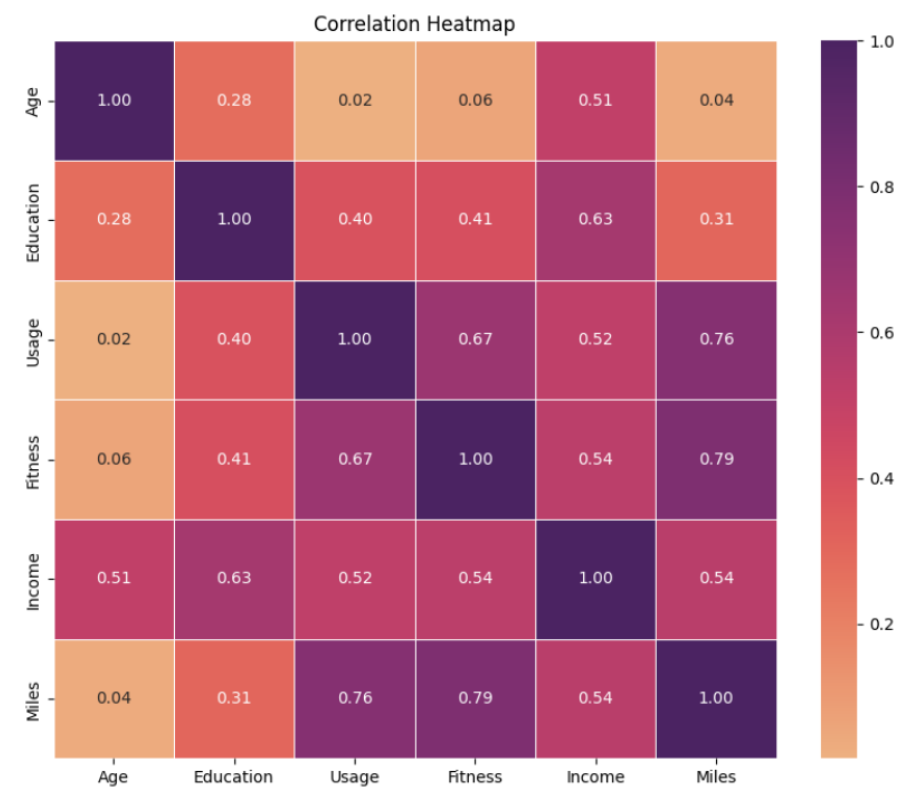 Correlation Heatmap
Age 1.00 0.28 0.02 0.06 0.51 0.04
Education 0.28 1.00 0.40 0.41 0.63 0.31
Usage 0.02 0.40 1.00 0.67 0.52 0.76
Fitness 0.06 0.41 0.67 1.00 0.54 0.79
Income 0.51 0.63 0.52 0.54 1.00 0.54
Miles 0.04 0.31 0.76 0.79 0.54 1.00
Age Education Usage Fitness Income Miles
1.0
0.8
0.6
0.4
0.2